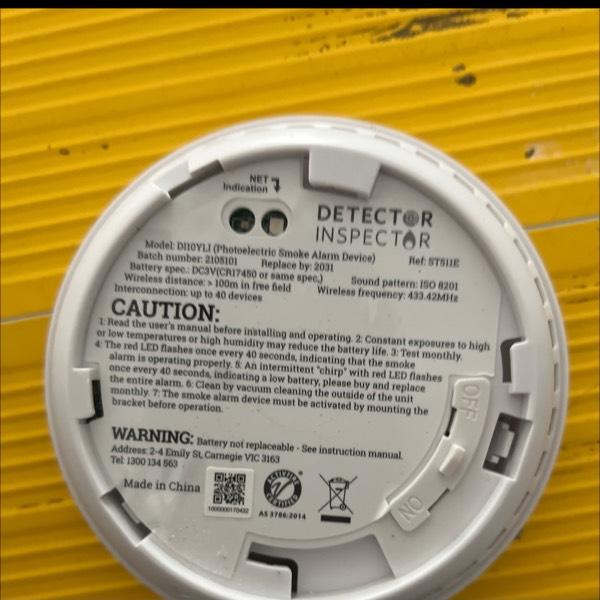 NET
Indication
DETECTOR
INSPECTOR
Model: DI10YLI (Photoelectric Smoke Alarm Device)
Ref: ST511E
Batch number: 2105101
Replace by: 2031
Battery spec.: DC3V(CR17450 or same spec,)
Sound pattern: ISO 8201
Wireless distance: > 100m in free field
Wireless frequency: 433.42MHz
Interconnection: up to 40 devices
CAUTION:
1: Read the user's manual before installing and operating. 2: Constant exposures to high
or low temperatures or high humidity may reduce the battery life. 3: Test monthly.
4: The red LED flashes once every 40 seconds, indicating that the smoke
alarm is operating properly. 5: An intermittent "chirp" with red LED flashes
once every 40 seconds, indicating a low battery, please buy and replace
the entire alarm. 6: Clean by vacuum cleaning the outside of the unit
monthly. 7: The smoke alarm device must be activated by mounting the
bracket before operation.
OFF
ON
WARNING: Battery not replaceable - See instruction manual.
Address: 2-4 Emily St, Carnegie VIC 3163
Tel: 1300 134 563
Made in China
1000000170432
ACTIVFIRE
CERTIFIED
AS 3786:2014